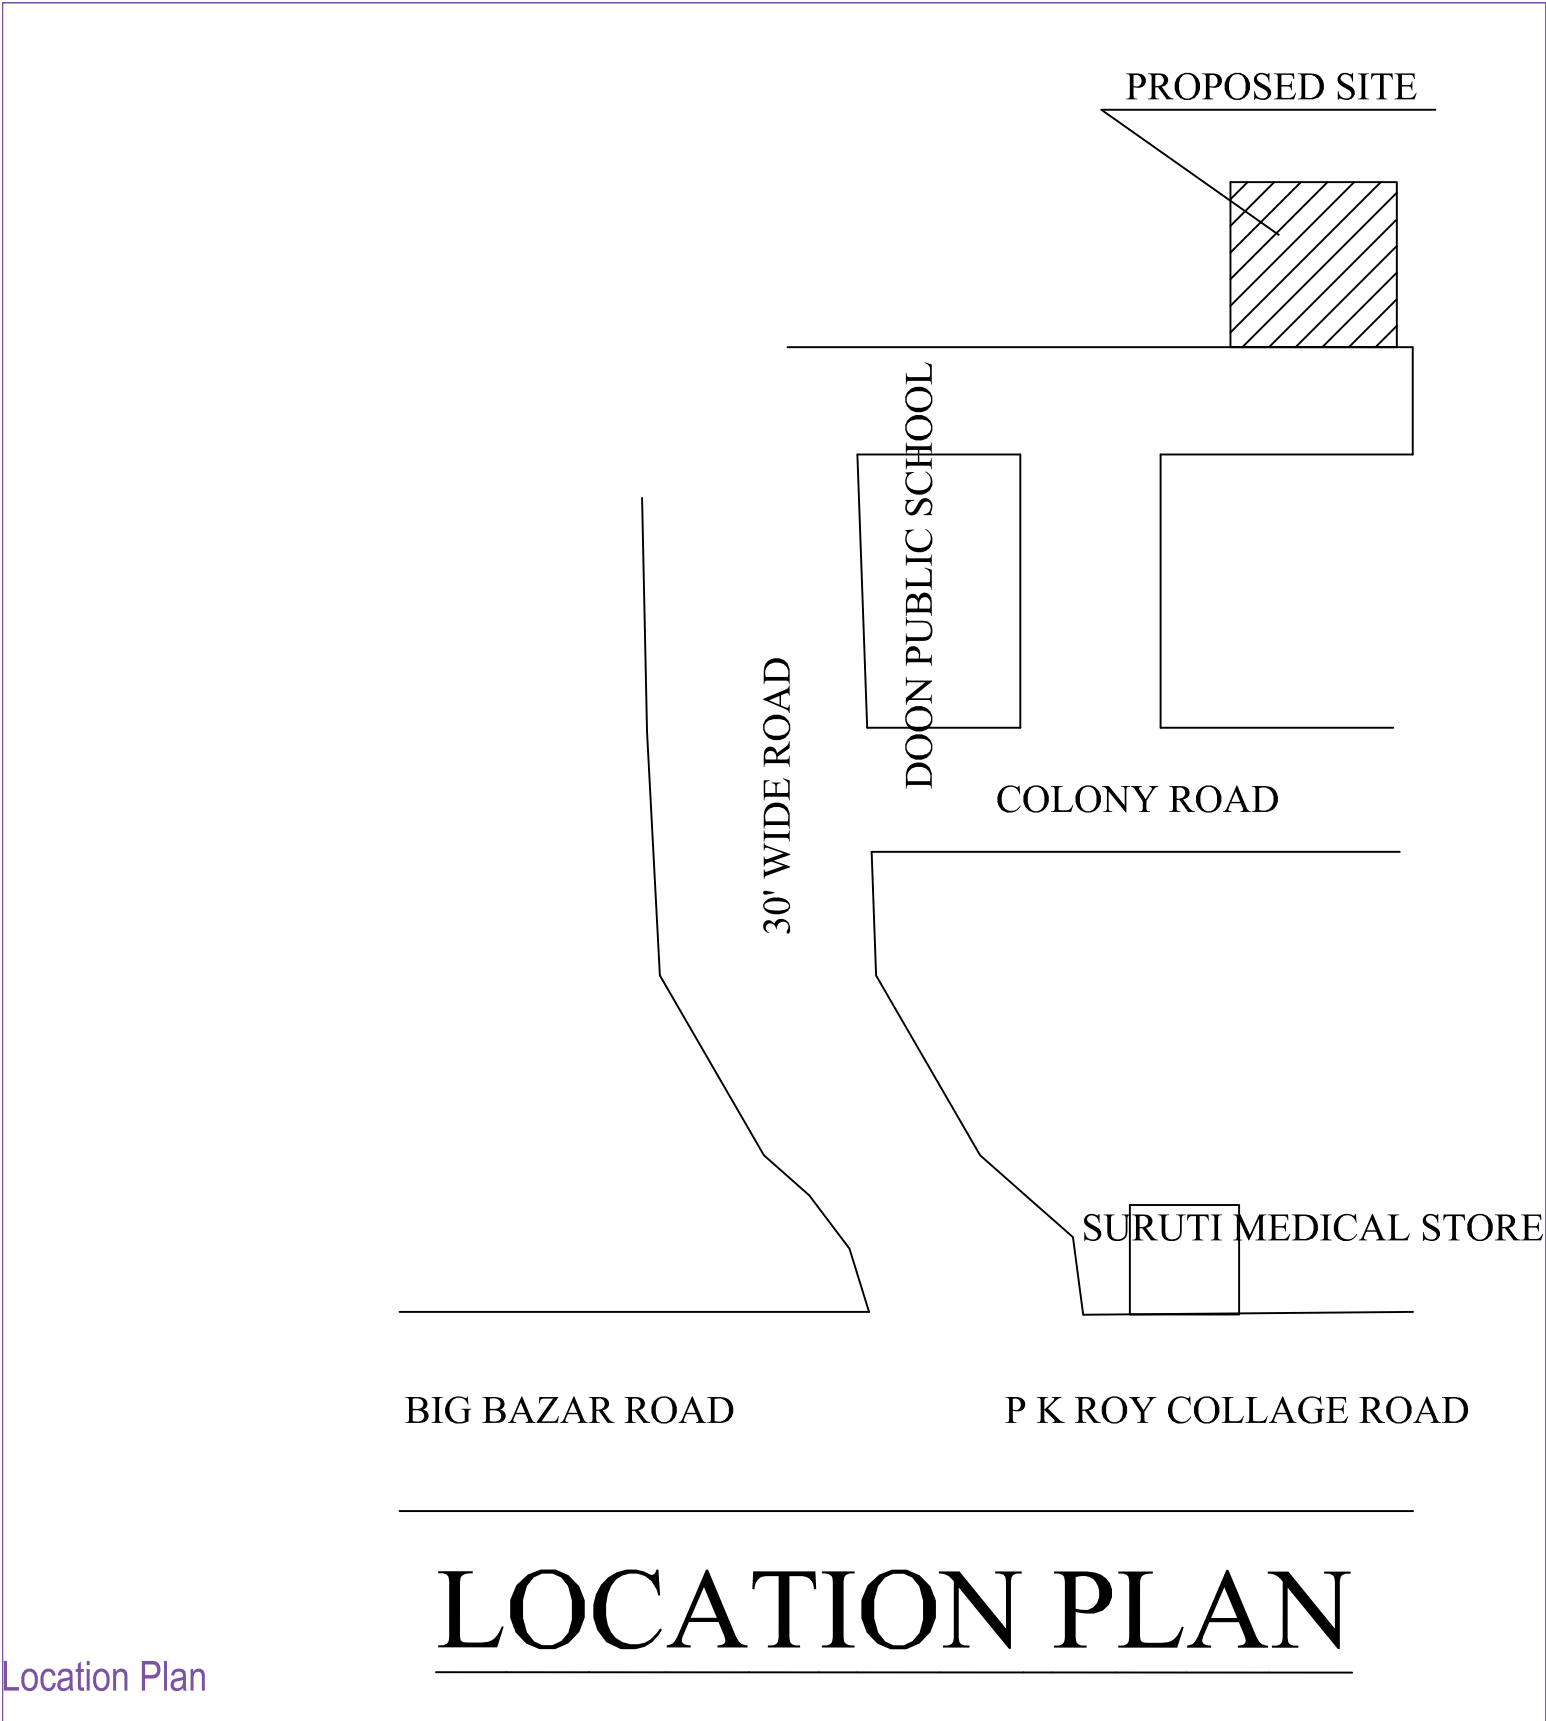 PROPOSED SITE
DOON PUBLIC SCHOOL
30' WIDE ROAD
COLONY ROAD
SURUTI MEDICAL STORE
BIG BAZAR ROAD
P K ROY COLLAGE ROAD
LOCATION PLAN
Location Plan